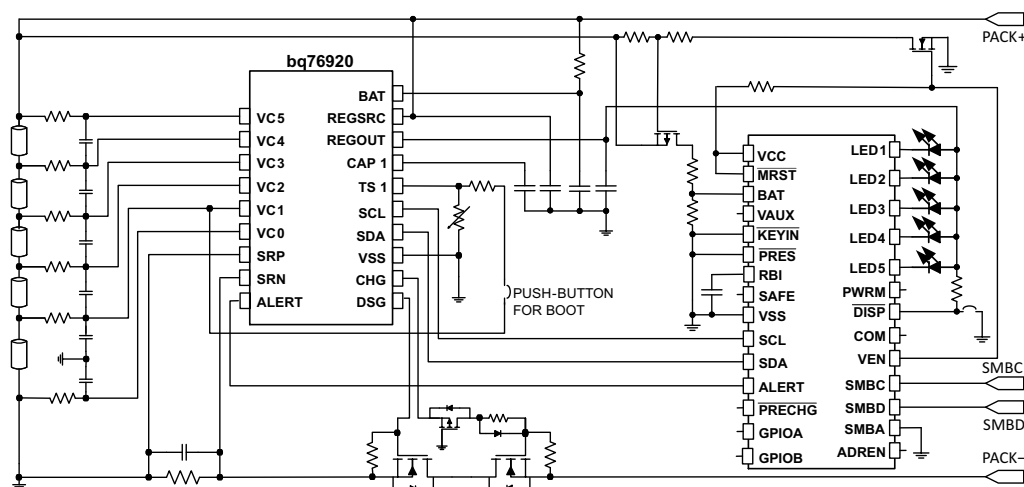 bq76920
PACK+
VC5
VC4
VC3
VC2
VC1
VC0
SRP
SRN
ALERT
BAT
REGSRC
REGOUT
CAP 1
TS 1
SCL
SDA
VSS
CHG
DSG
PUSH-BUTTON
FOR BOOT
VCC
MRST
BAT
VAUX
KEYIN
PRES
RBI
SAFE
VSS
SCL
SDA
ALERT
PRECHG
GPIOA
GPIOB
LED1
LED2
LED3
LED4
LED5
PWRM
DISP
COM
VEN
SMBC
SMBD
SMBA
ADREN
SMBC
SMBD
PACK–